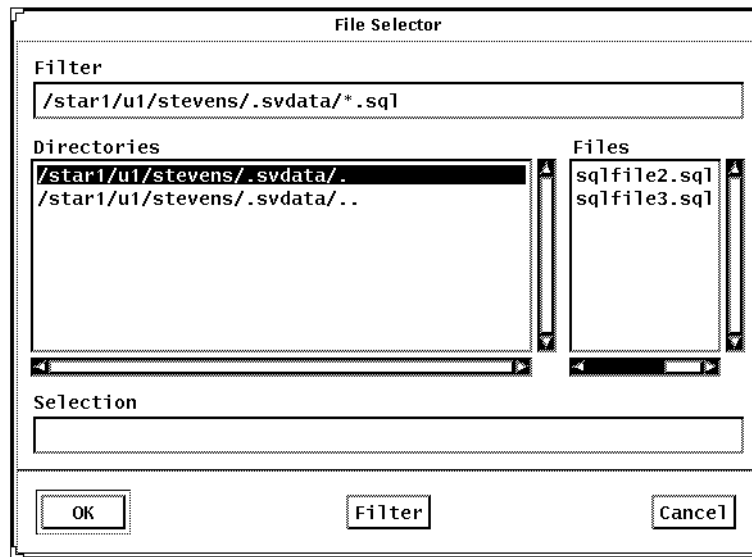 File Selector
Filter
/star1/u1/stevens/.svdata/*.sql
Directories
Files
/star1/u1/stevens/.svdata/.
/star1/u1/stevens/.svdata/..
sqlfile2.sql
sqlfile3.sql
Selection
OK
Filter
Cancel